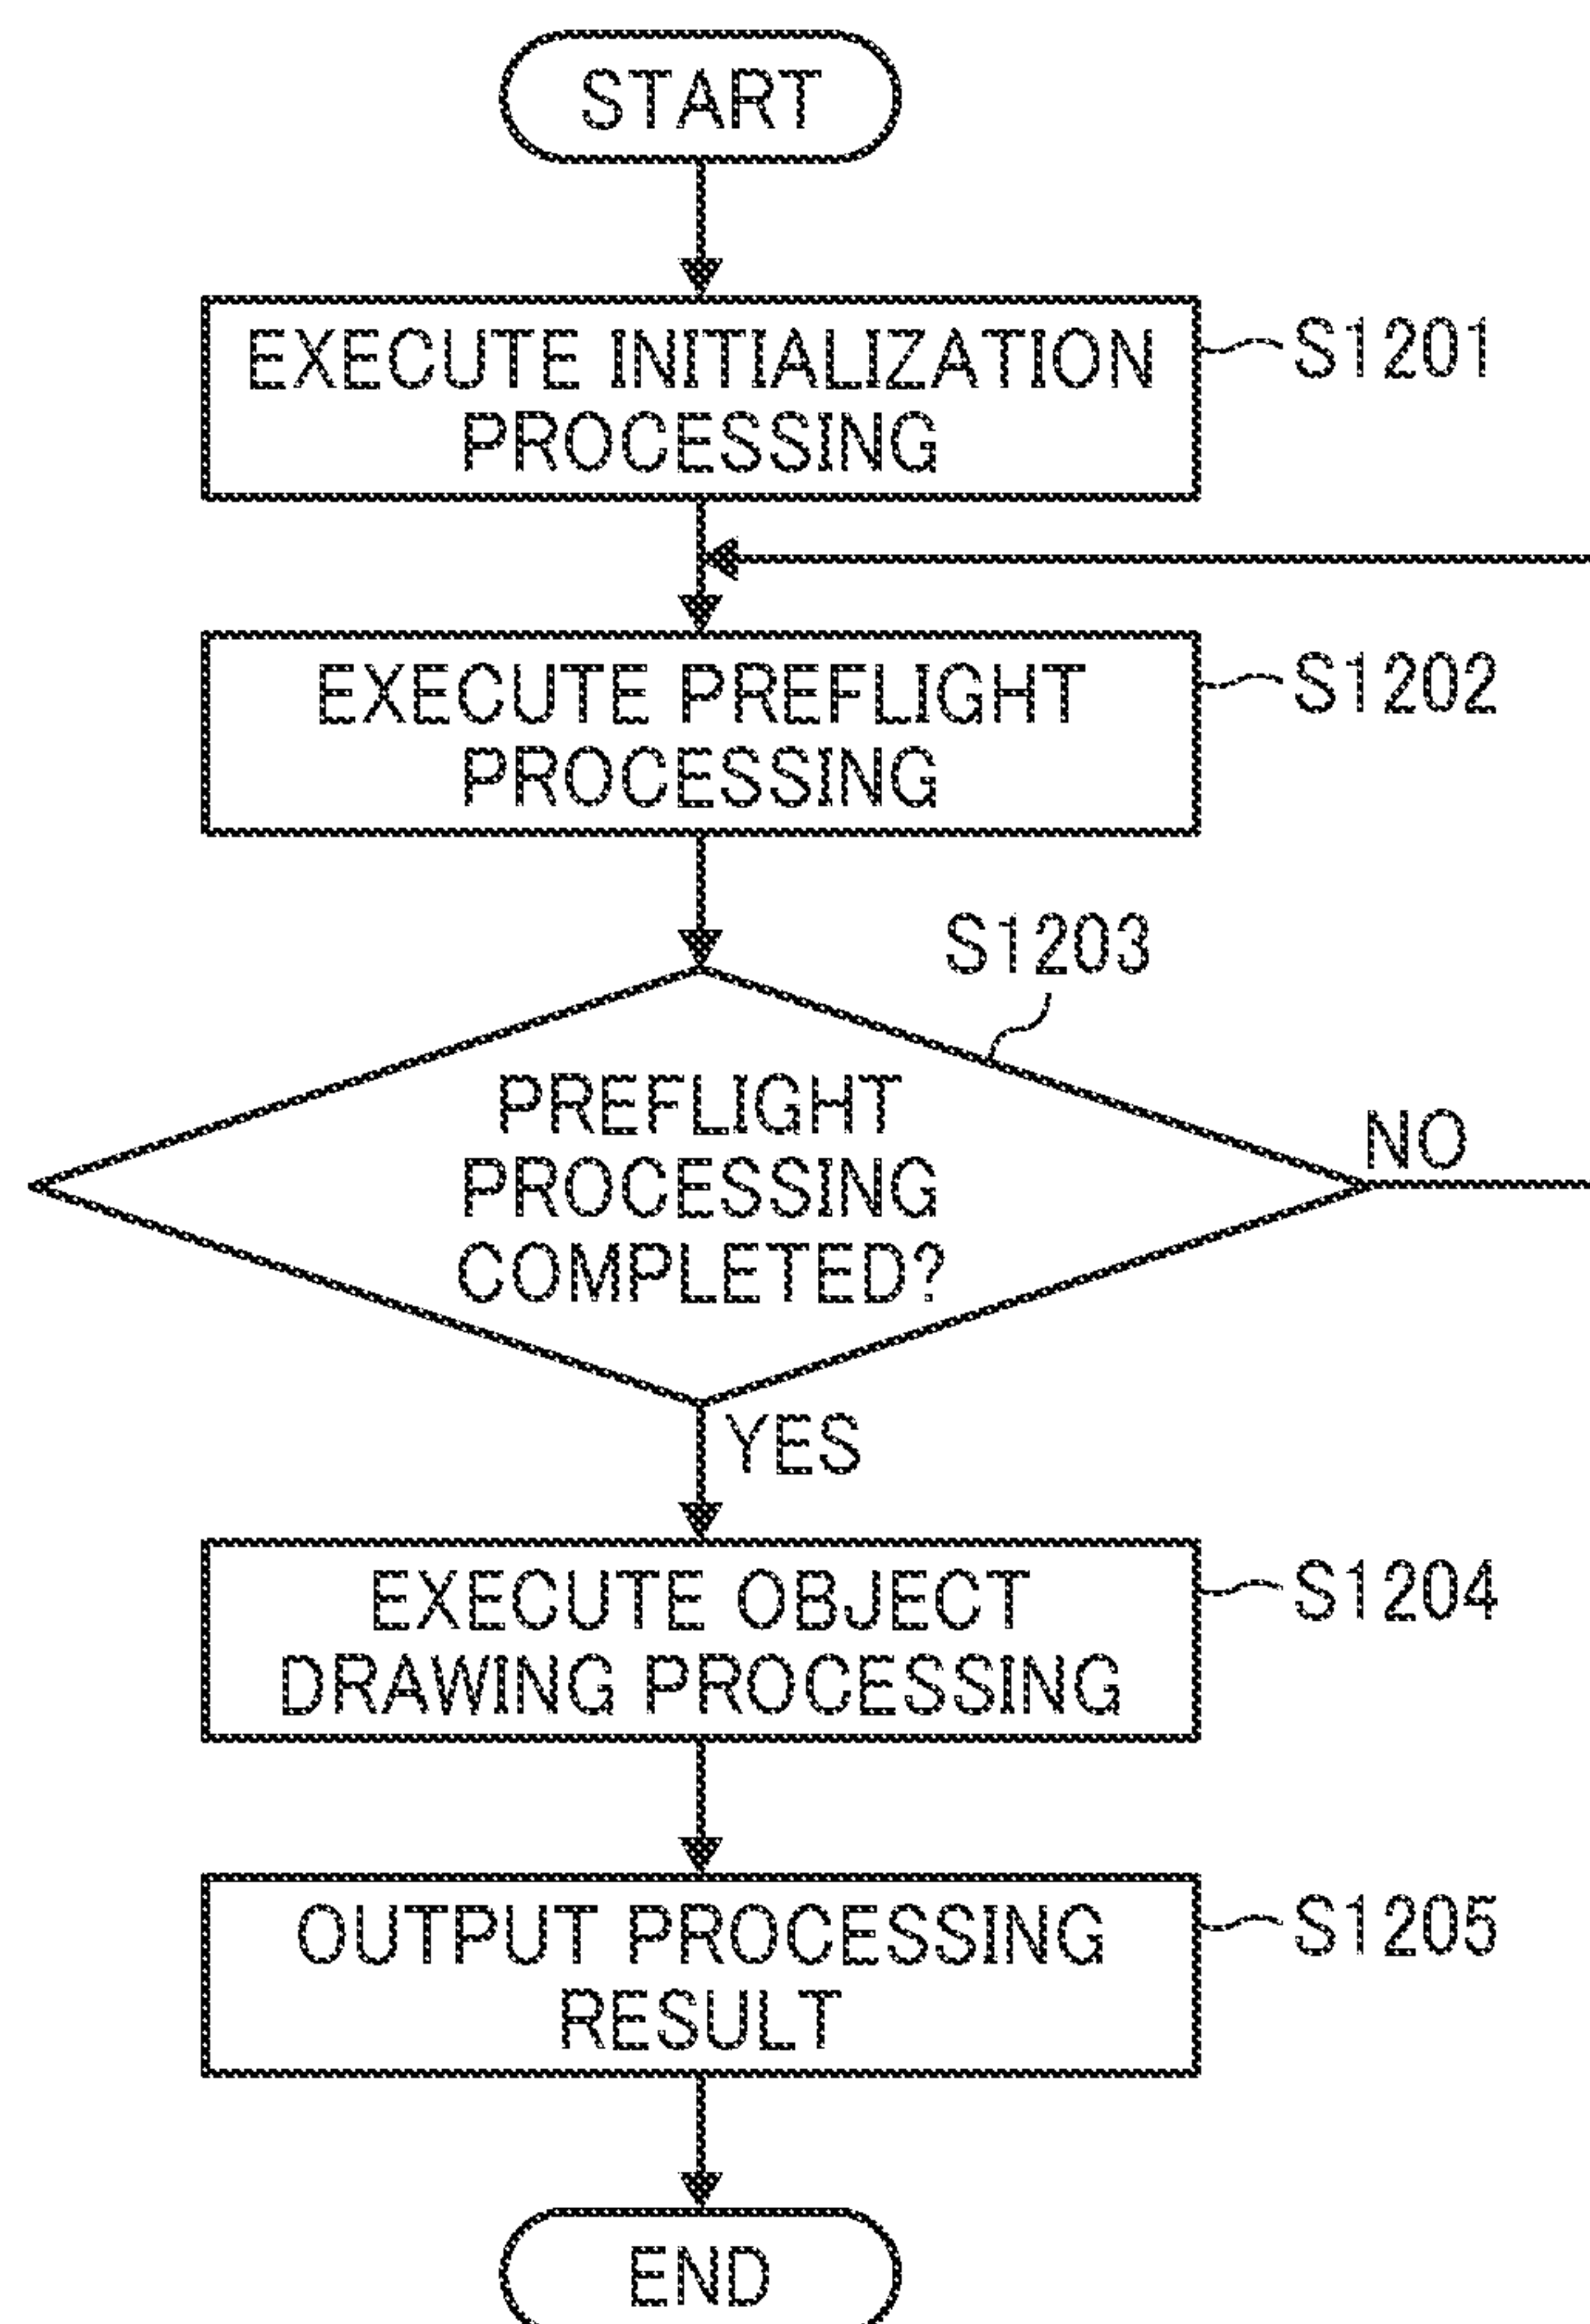 START
EXECUTE INITIALIZATION
PROCESSING
S1201
EXECUTE PREFLIGHT
PROCESSING
S1202
S1203
PREFLIGHT
PROCESSING
COMPLETED?
NO
YES
EXECUTE OBJECT
DRAWING PROCESSING
S1204
OUTPUT PROCESSING
RESULT
S1205
END